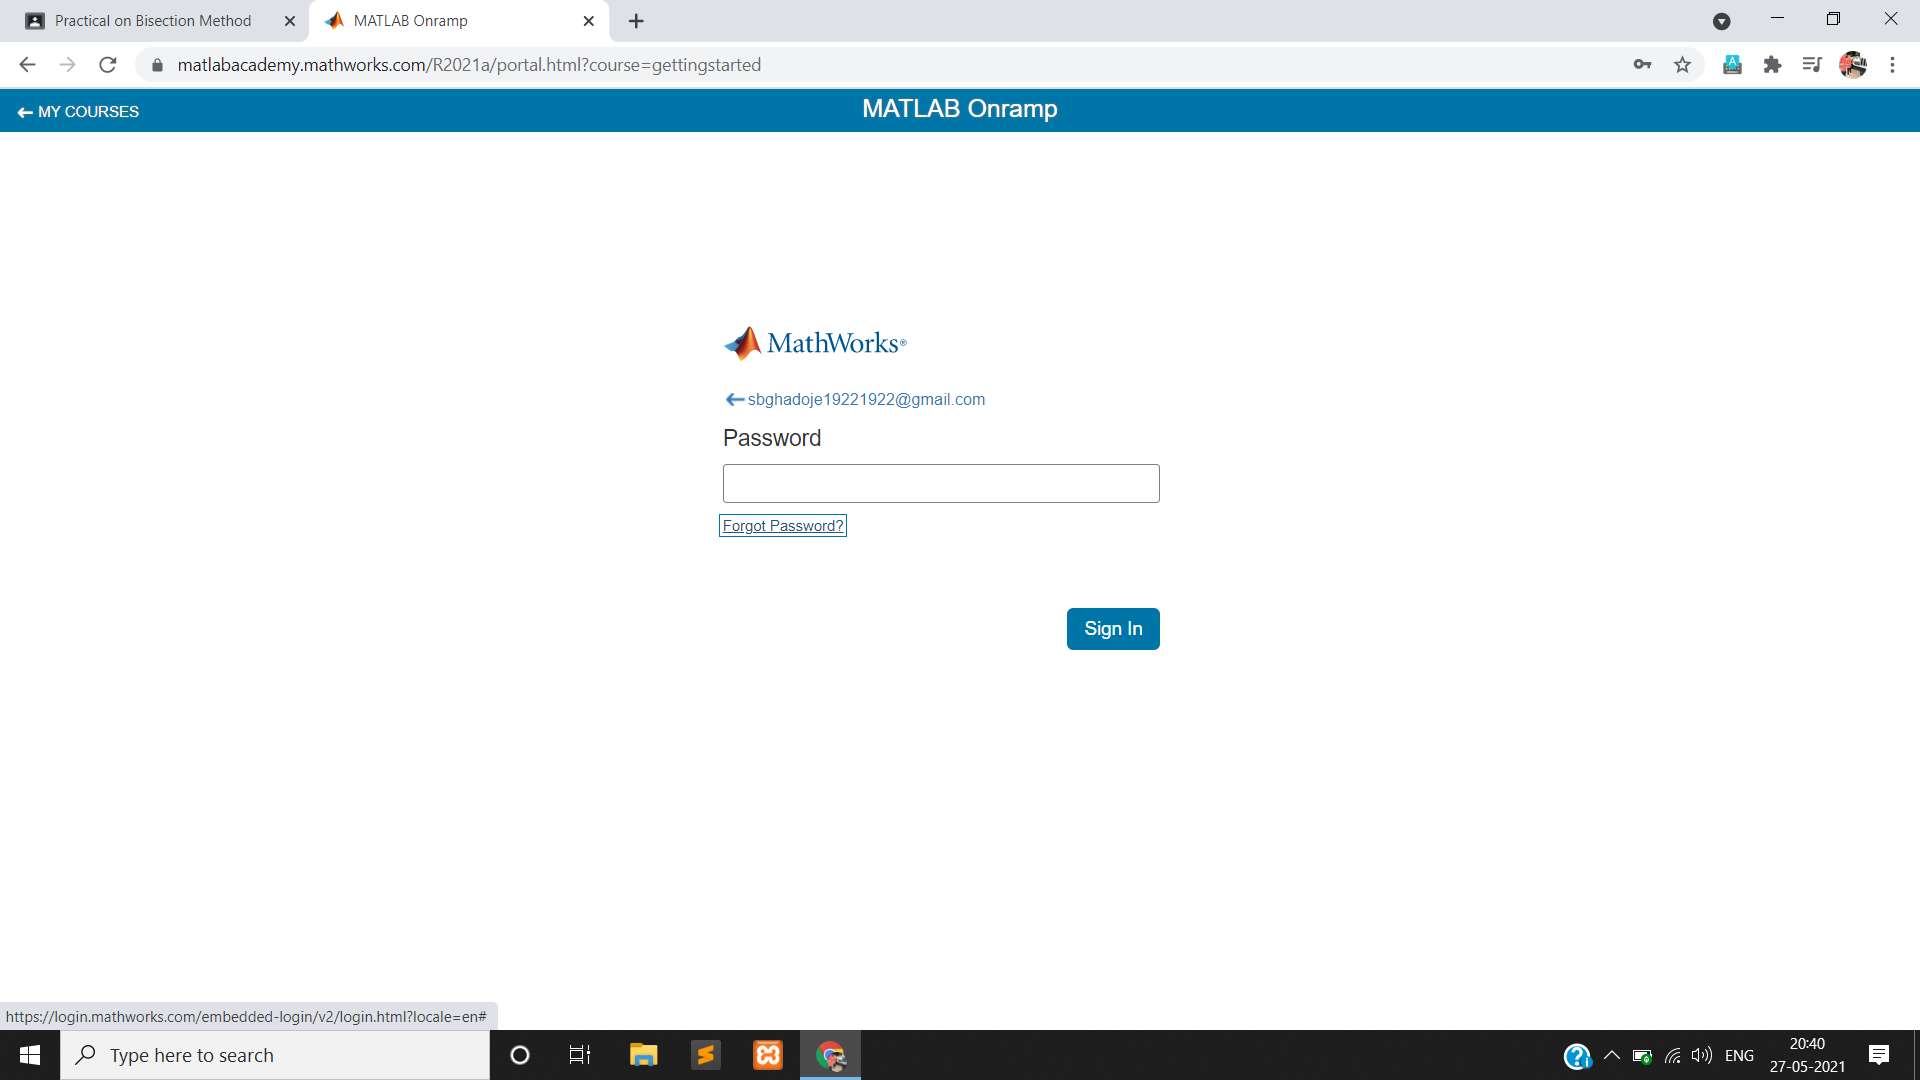 Practical on Bisection Method
MATLAB Onramp
matlabacademy.mathworks.com/R2021a/portal.html?course=gettingstarted
MY COURSES
MATLAB Onramp
MathWorks®
sbghadoje19221922@gmail.com
Password
Forgot Password?
Sign In
https://login.mathworks.com/embedded-login/v2/login.html?locale=en#
Type here to search
ENG
20:40
27-05-2021